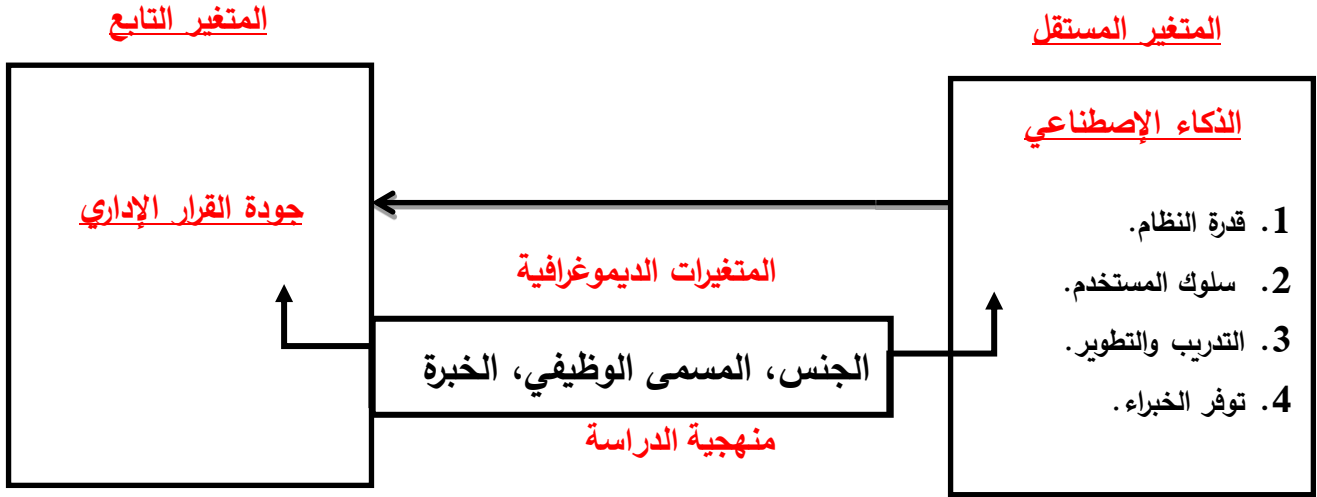 المتغير المستقل
المتغير التابع
الذكاء الإصطناعي
1. قدرة النظام.
2. سلوك المستخدم.
3. التدريب والتطوير.
4. توفر الخبراء.
جودة القرار الإداري
المتغيرات الديموغرافية
الجنس، المسمى الوظيفي، الخبرة
منهجية الدراسة